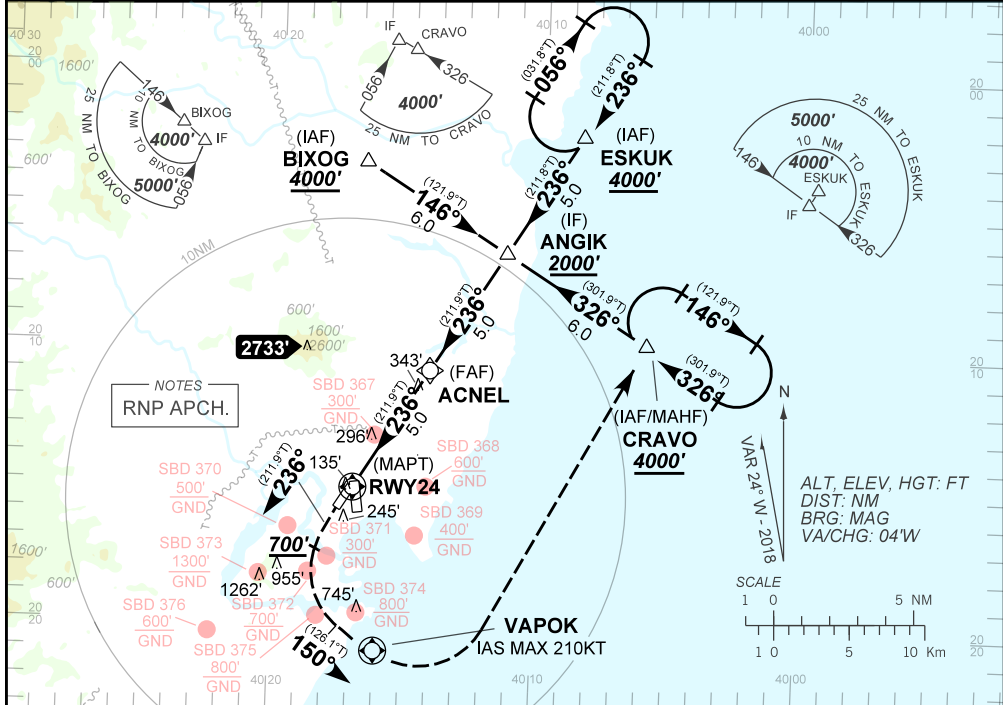 40 30
40 20
40 10
40 00
20
00
20
00
1600'
600'
25 NM TO BIXOG
10 NM TO BIXOG
146
BIXOG
4000'
IF
5000'
056
IF
CRAVO
056
326
4000'
25 NM TO CRAVO
(031.8°T)
056°
(211.8°T)
236°
25 NM TO ESKUK
5000'
10 NM TO ESKUK
4000'
ESKUK
146
IF
326
(IAF)
BIXOG
4000'
(IAF)
ESKUK
4000'
(211.8°T)
236°
5.0
(121.9°T)
146°
6.0
(IF)
ANGIK
2000'
10NM
(301.9°T)
326°
6.0
(121.9°T)
146°
(301.9°T)
326°
(211.9°T)
236°
5.0
600'
1600'
2600'
2733'
10
10
343'
(FAF)
ACNEL
(IAF/MAHF)
CRAVO
4000'
NOTES
RNP APCH.
SBD 367
300'
GND
296'
(211.9°T)
236°
5.0
N
VAR 24° W - 2018
ALT, ELEV, HGT: FT
DIST: NM
BRG: MAG
VA/CHG: 04'W
135'
(MAPT)
RWY24
SBD 368
600'
GND
(211.9°T)
236°
SBD 370
500'
GND
245'
SBD 369
400'
GND
SBD 371
300'
GND
SBD 373
1300'
GND
700'
1262'
955'
745'
SBD 372
700'
GND
SBD 374
800'
GND
1600'
600'
SBD 376
600'
GND
SBD 375
800'
GND
(126.1°T)
150°
VAPOK
IAS MAX 210KT
SCALE
1 0 5 NM
1 0 5 10 Km
20
20
40 20
40 10
40 00